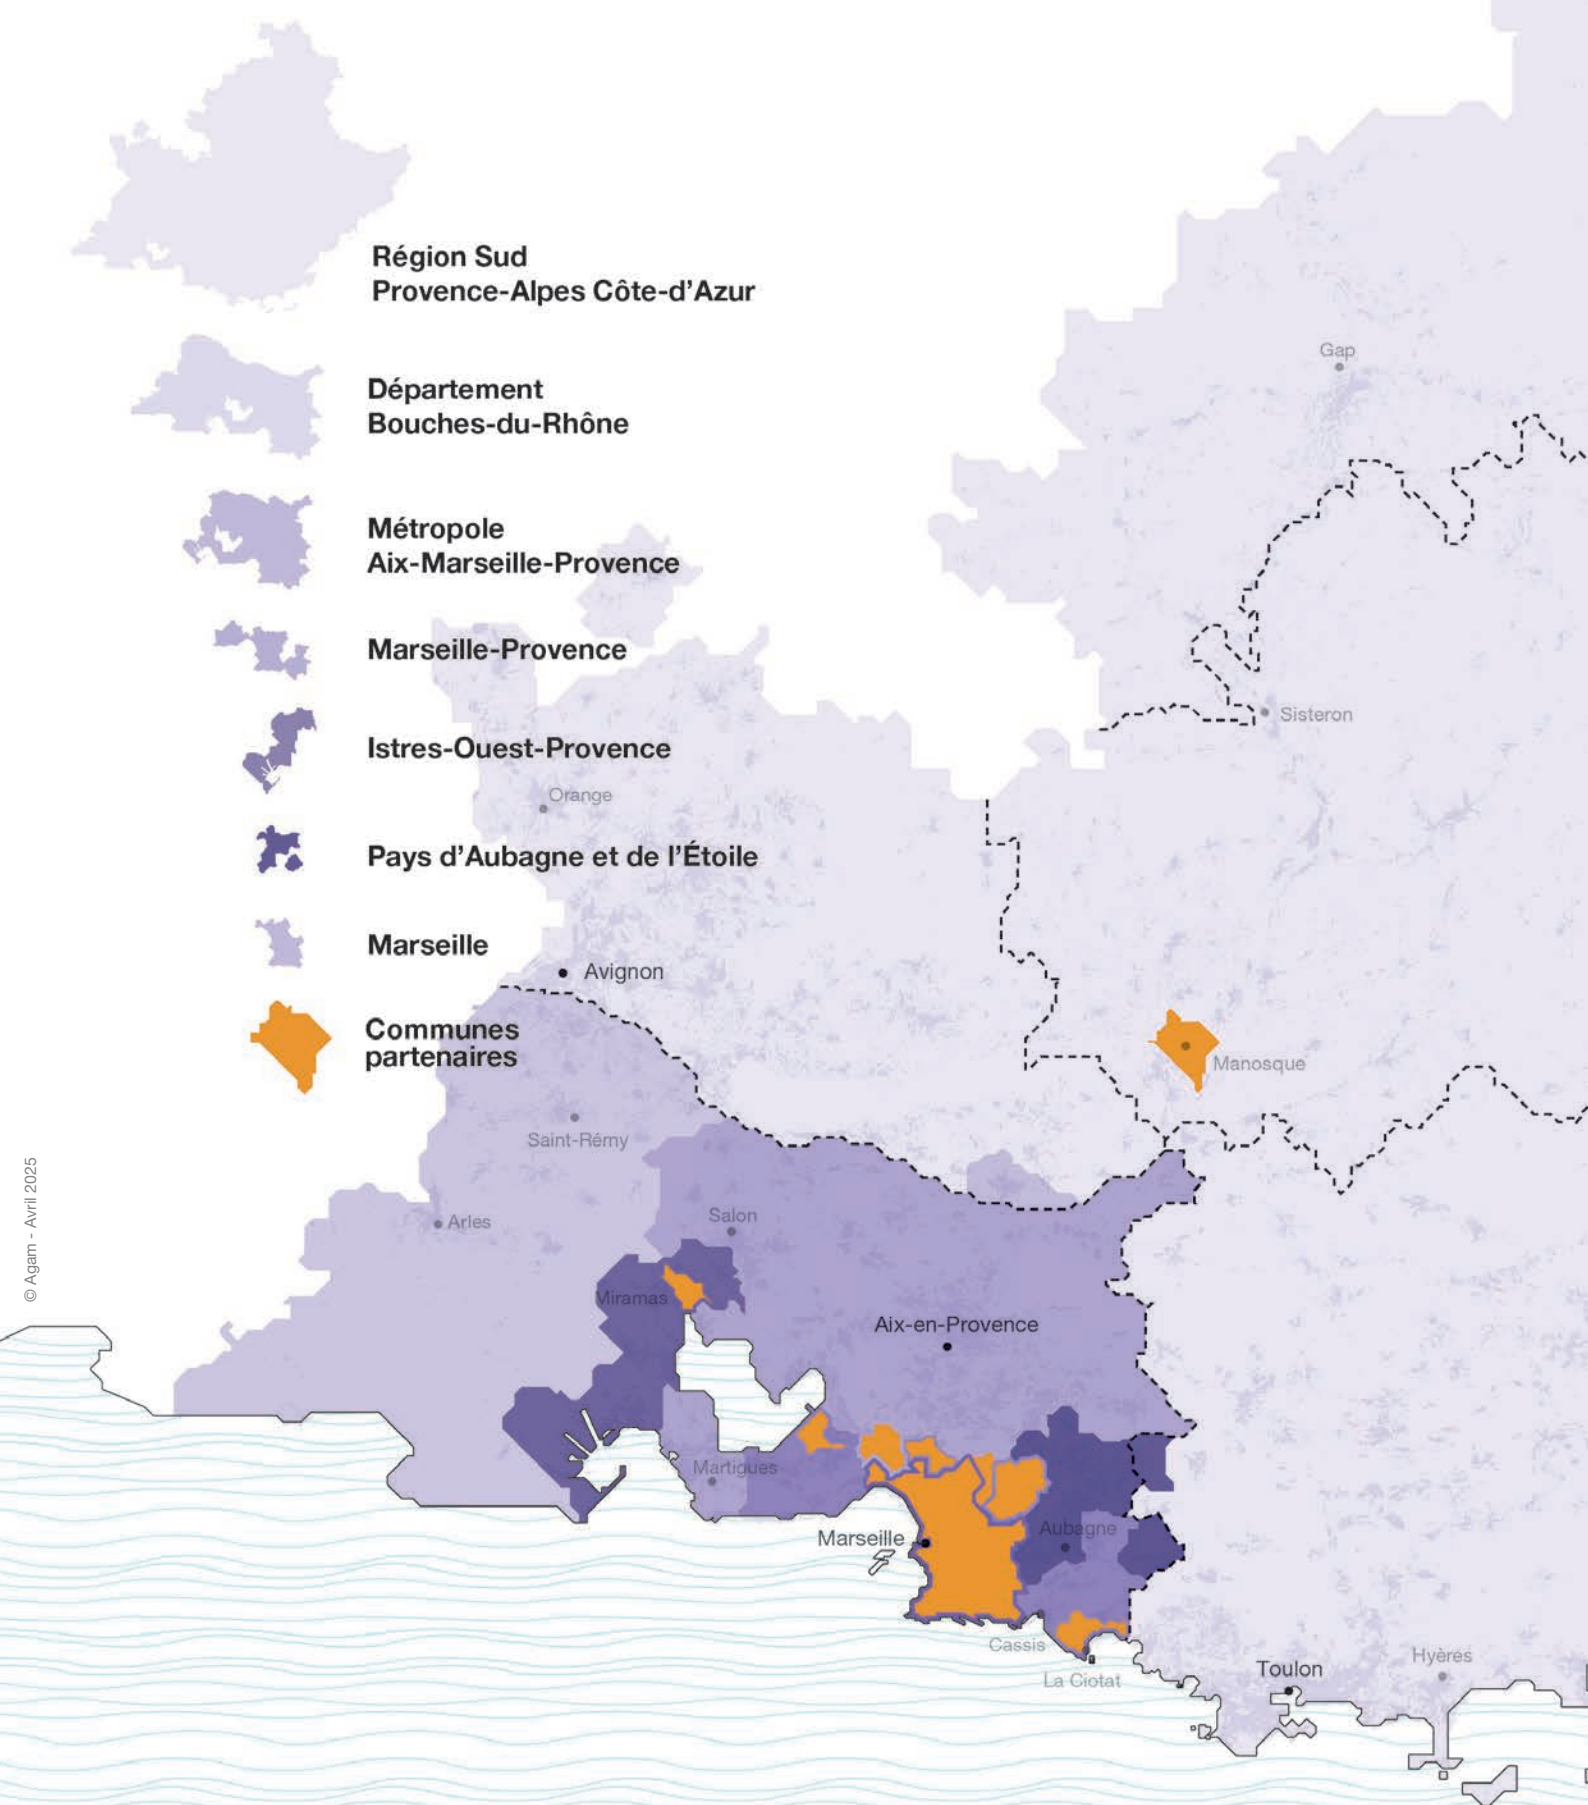 Région Sud
Provence-Alpes Côte-d’Azur
Département
Bouches-du-Rhône
Métropole
Aix-Marseille-Provence
Marseille-Provence
Istres-Ouest-Provence
Pays d’Aubagne et de l’Étoile
Marseille
Communes
partenaires
Gap
Sisteron
Orange
Avignon
Manosque
Saint-Rémy
Arles
Salon
Miramas
Aix-en-Provence
Martigues
Marseille
Aubagne
Cassis
La Ciotat
Toulon
Hyères
© Agam - Avril 2025